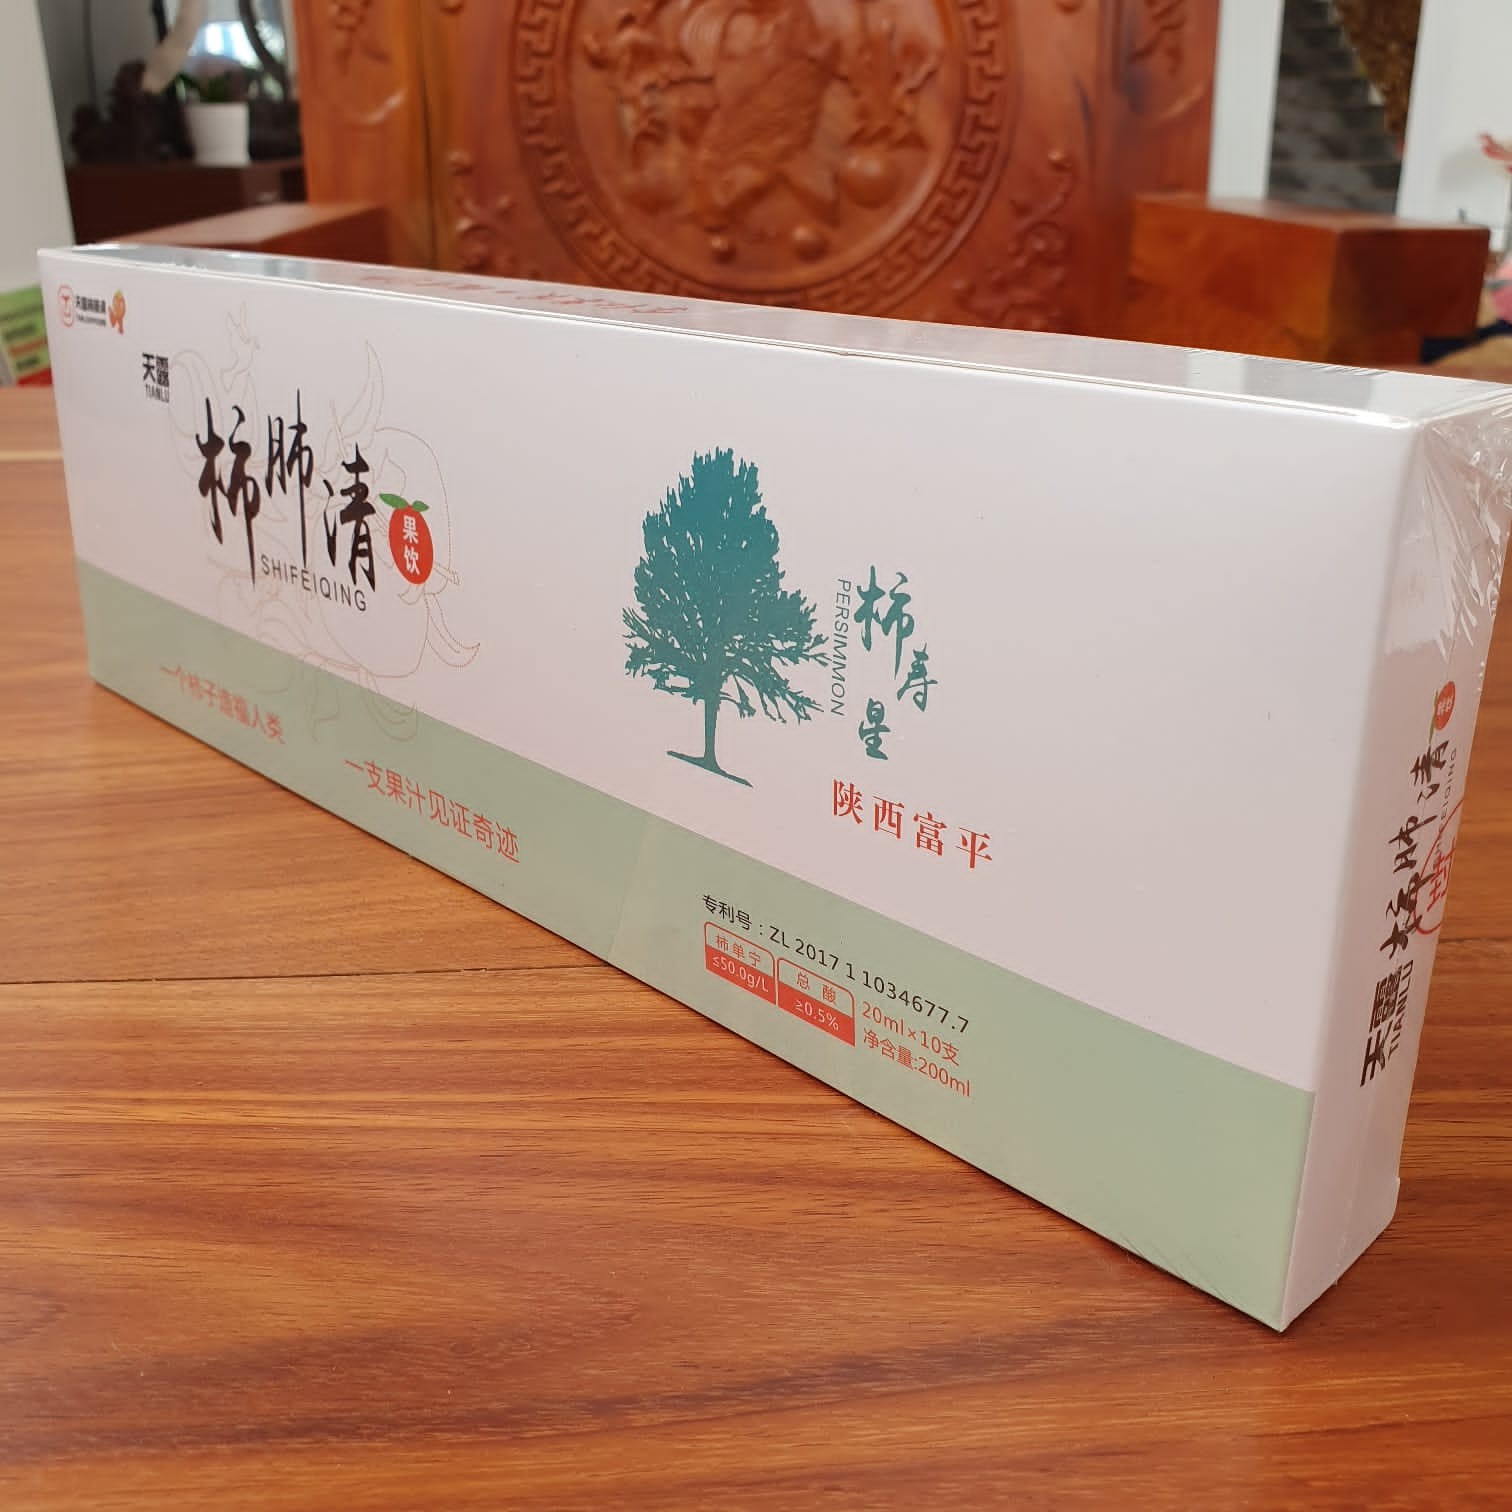 天露
TIANLU
柿肺清
SHIFEIQING
果饮
一个柿子造福人类
一支果汁见证奇迹
柿寿星
PERSIMMON
陕西富平
专利号：ZL 2017 1 1034677.7
柿单宁
≤50.0g/L
总酸
≥0.5%
20ml×10支
净含量:200ml
天露
TIANLU
柿肺清